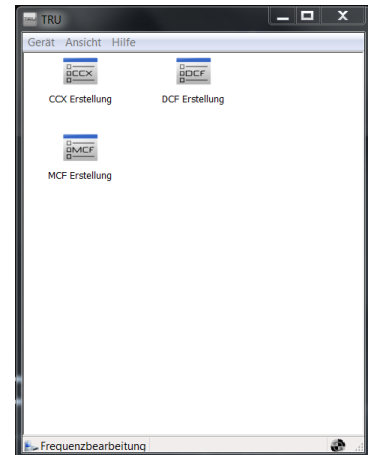 TRU
Gerät Ansicht Hilfe
CCX DCF
CCX Erstellung DCF Erstellung
MCF
MCF Erstellung
Frequenzbearbeitung